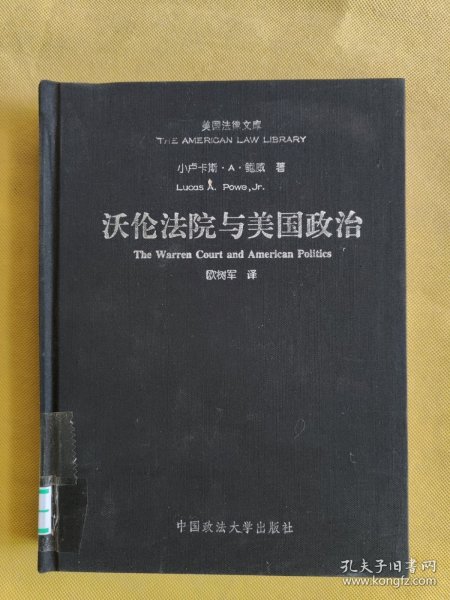 美国法律文库
THE AMERICAN LAW LIBRARY
小卢卡斯·A·鲍威 著
Lucas A. Powe, Jr.
沃伦法院与美国政治
The Warren Court and American Politics
欧树军 译
中国政法大学出版社
孔夫子旧书网
www.kongfz.com